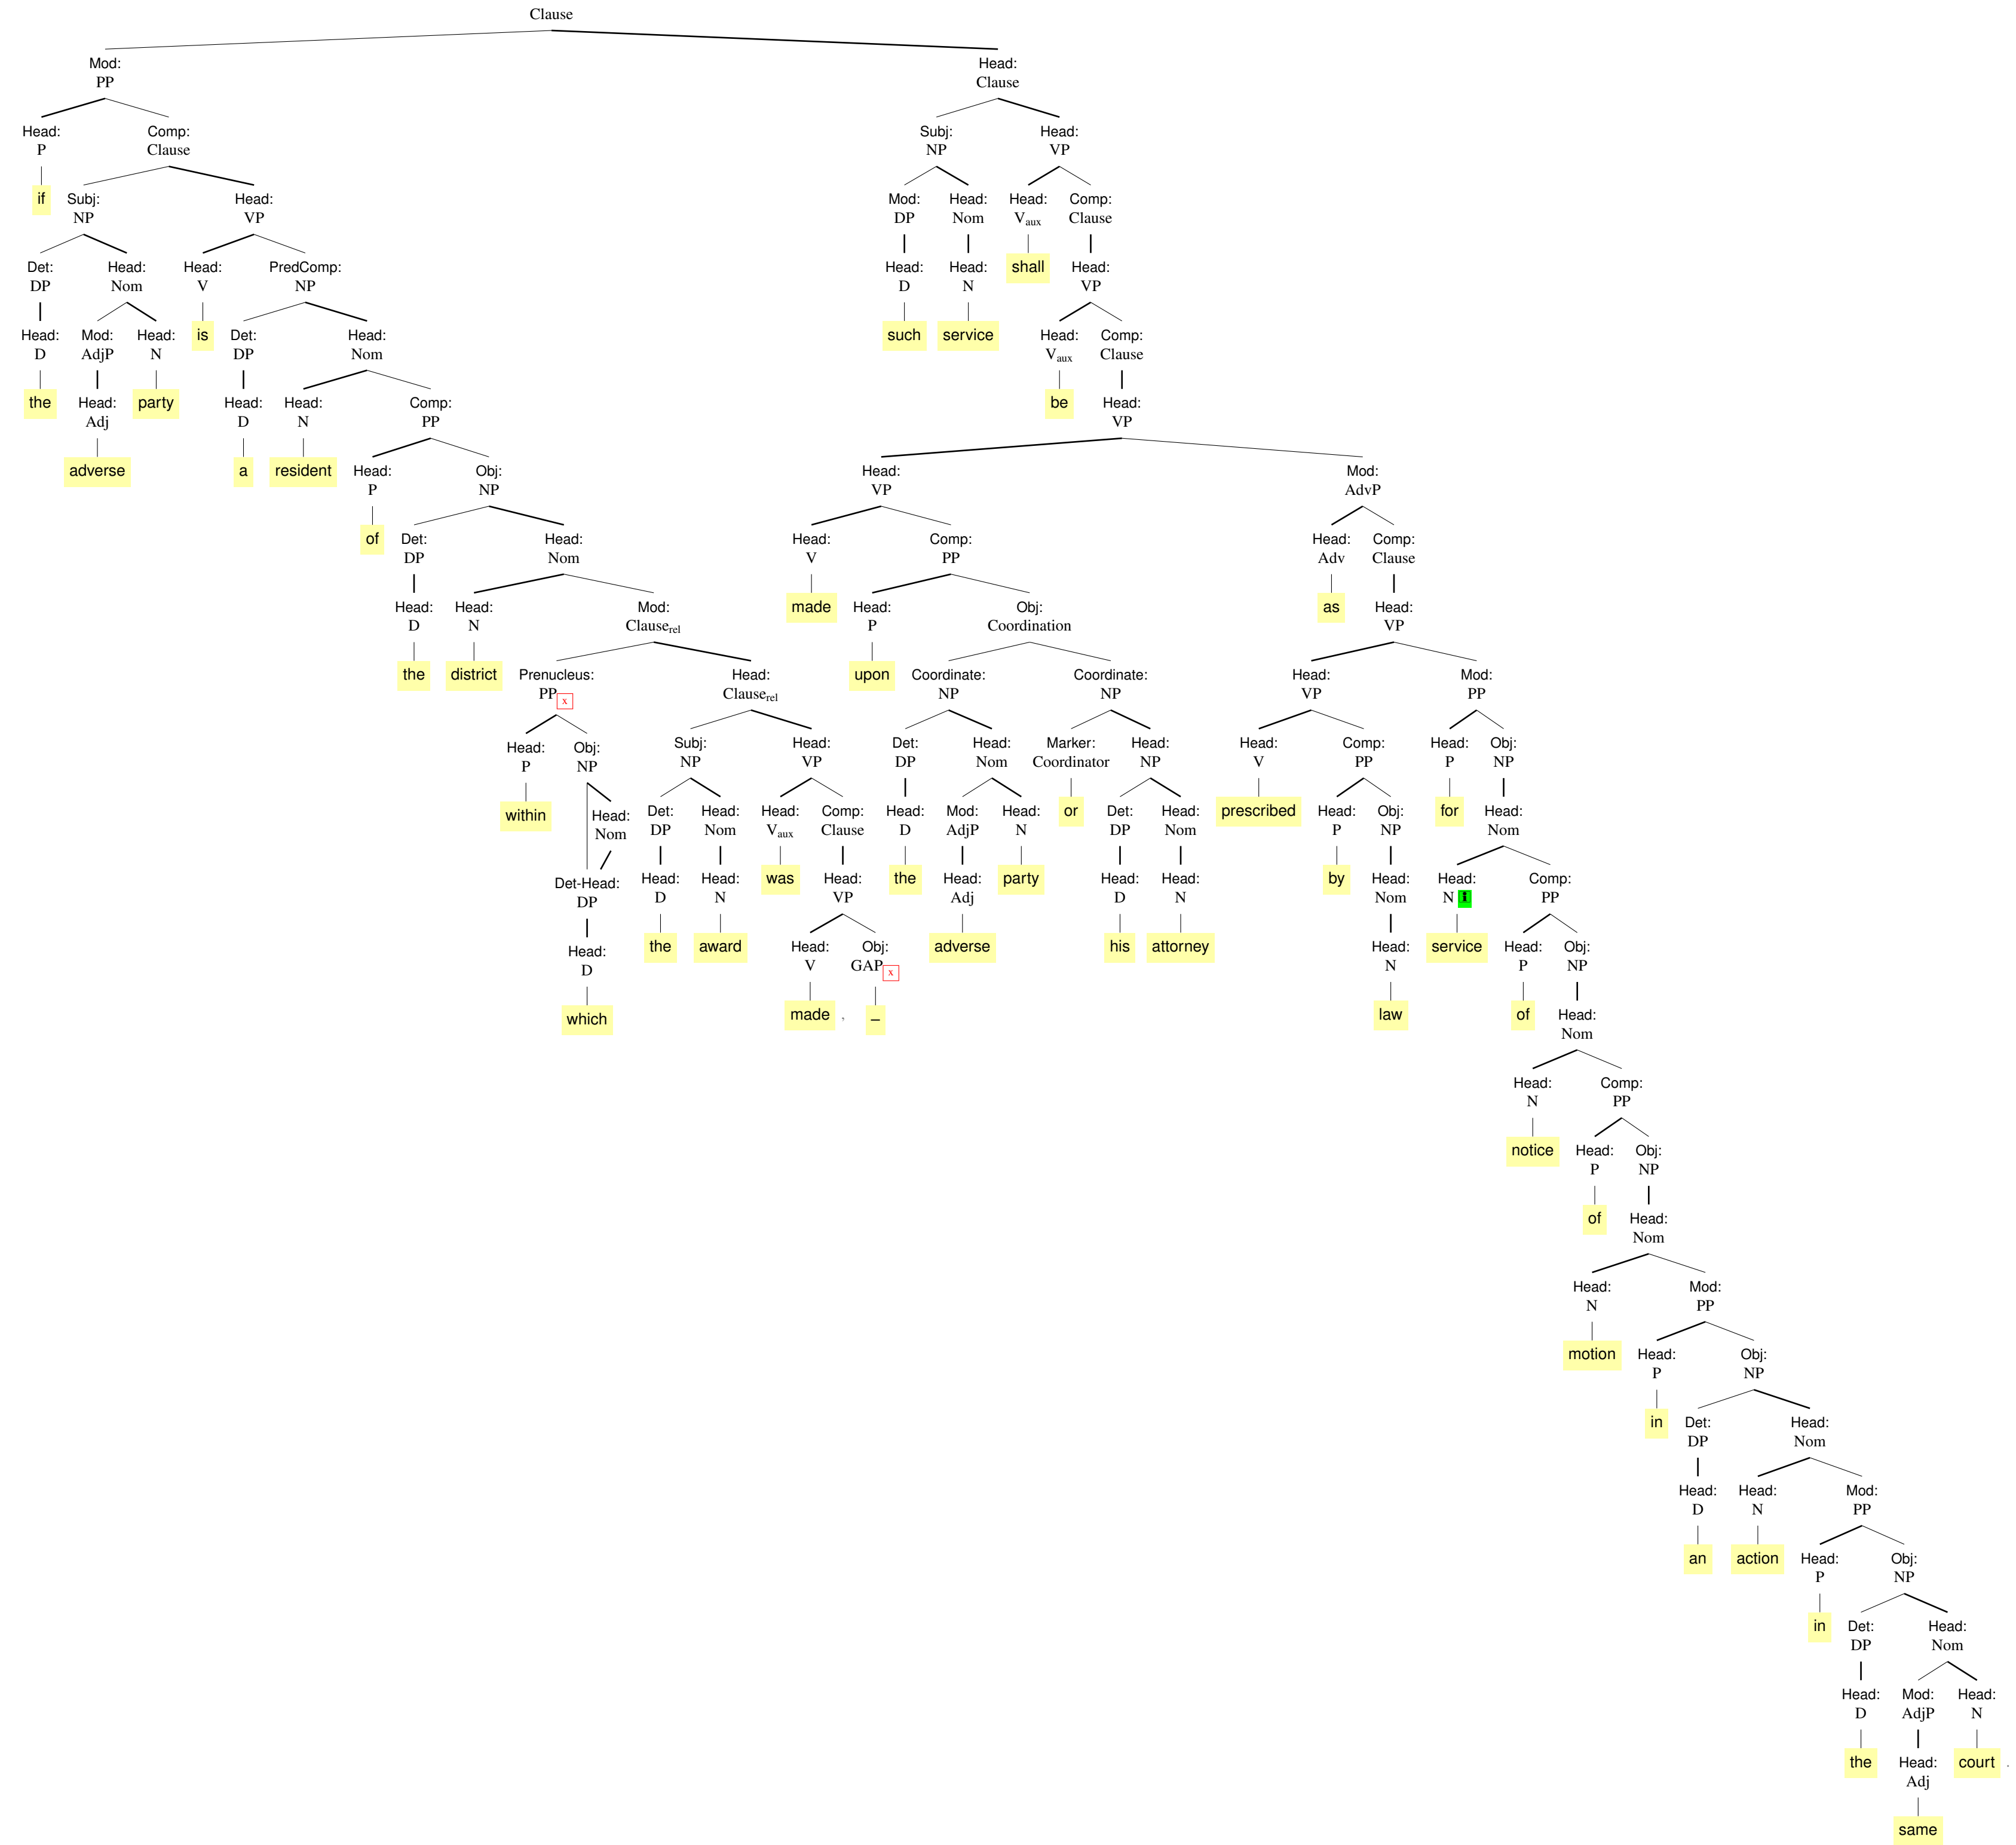 Clause
Mod: Head:
PP Clause
Head: Comp: Subj: Head:
P Clause NP VP
if Subj: Head: Mod: Head: Head: Comp:
NP VP DP Nom Vaux Clause
Det: Head: Head: PredComp: Head: Head: shall Head:
DP Nom V NP D N VP
Head: Mod: Head: is Det: Head: such service Head: Comp:
D AdjP N DP Nom Vaux Clause
the Head: party Head: Head: Comp: be Head:
Adj D N PP VP
adverse a resident Head: Obj: Head: Mod:
P NP VP AdvP
of Det: Head: Head: Comp: Head: Comp:
DP Nom V PP Adv Clause
Head: Head: Mod: made Head: Obj: as Head:
D N Clauserel P Coordination VP
the district Prenucleus: Head: upon Coordinate: Coordinate: Head: Mod:
PP x Clauserel NP NP VP PP
Head: Obj: Subj: Head: Det: Head: Marker: Head: Head: Comp: Head: Obj:
P NP NP VP DP Nom Coordinator NP V PP P NP
within Head: Det: Head: Head: Comp: Head: Mod: Head: or Det: Head: prescribed Head: Obj: for Head:
Nom DP Nom Vaux Clause D AdjP N DP Nom P NP Nom
Det-Head: Head: Head: was Head: the Head: party Head: Head: by Head: Head: Comp:
DP D N VP Adj D N Nom N i PP
Head: the award Head: Obj: adverse his attorney Head: service Head: Obj:
D V GAP x N P NP
which made , – law of Head:
Nom
Head: Comp:
N PP
notice Head: Obj:
P NP
of Head:
Nom
Head: Mod:
N PP
motion Head: Obj:
P NP
in Det: Head:
DP Nom
Head: Head: Mod:
D N PP
an action Head: Obj:
P NP
in Det: Head:
DP Nom
Head: Mod: Head:
D AdjP N
the Head: court .
Adj
same